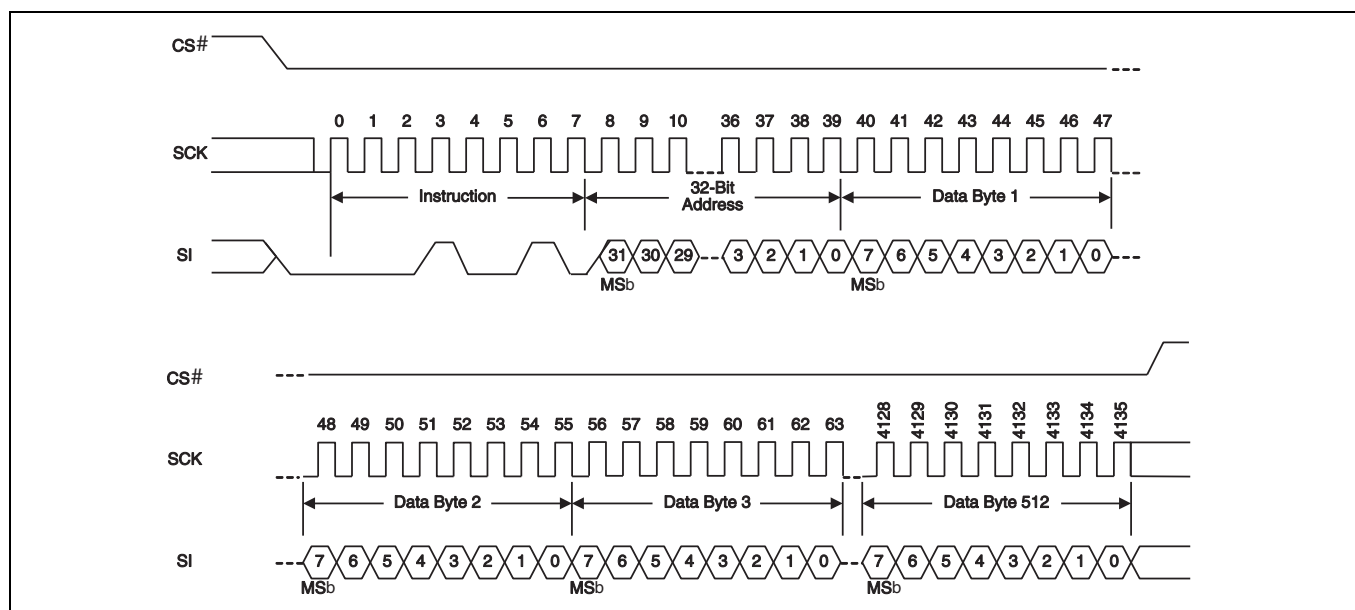 CS#
0 1 2 3 4 5 6 7 8 9 10 36 37 38 39 40 41 42 43 44 45 46 47
SCK
Instruction 32-Bit Address Data Byte 1
SI
31 30 29 3 2 1 0 7 6 5 4 3 2 1 0
MSb MSb
CS#
48 49 50 51 52 53 54 55 56 57 58 59 60 61 62 63 4128 4129 4130 4131 4132 4133 4134 4135
SCK
Data Byte 2 Data Byte 3 Data Byte 512
SI
7 6 5 4 3 2 1 0 7 6 5 4 3 2 1 0 7 6 5 4 3 2 1 0
MSb MSb MSb